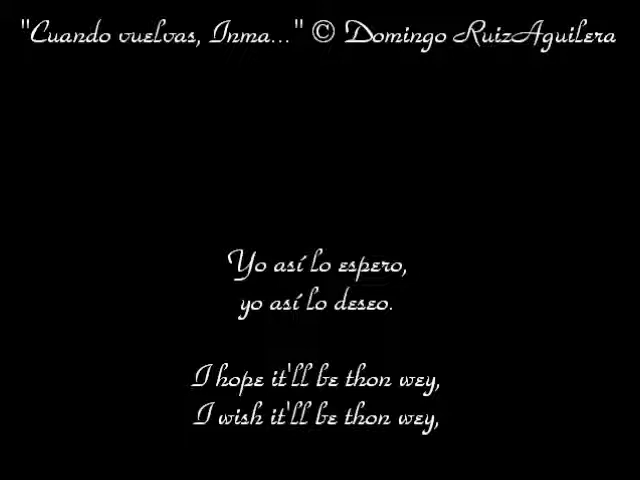 "Cuando vuelvas, Inma..." © Domingo RuizAguilera
Yo así lo espero,
yo así lo deseo.
I hope it'll be thon wey,
I wish it'll be thon wey,